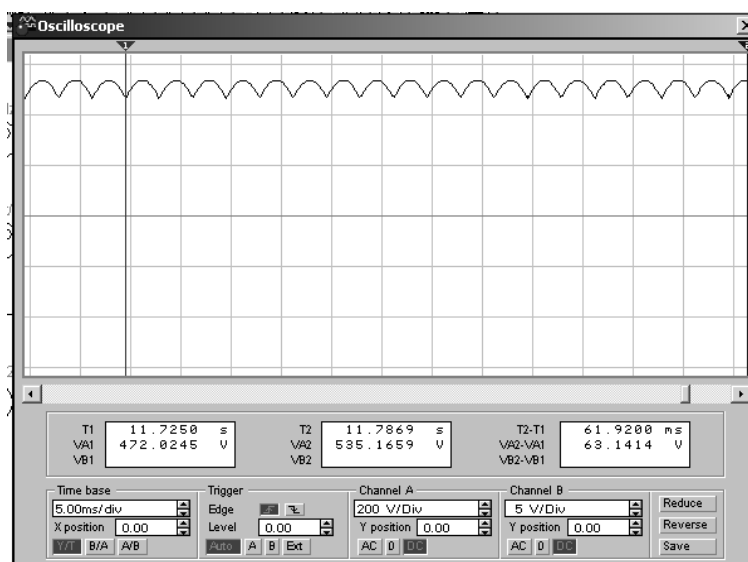 Oscilloscope
1
T1 11.7250 s T2 11.7869 s T2-T1 61.9200 ms
VA1 472.0245 V VA2 535.1659 V VA2-VA1 63.1414 V
VB1 VB2 VB2-VB1
Time base Trigger Channel A Channel B
5.00ms/div Edge 200 V/Div 5 V/Div Reduce
X position 0.00 Level 0.00 Y position 0.00 Y position 0.00 Reverse
Y/T B/A A/B Auto A B Ext AC 0 DC AC 0 DC Save